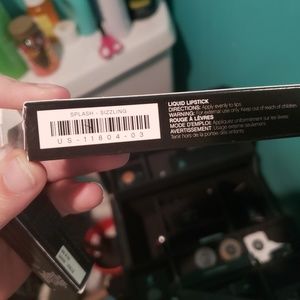 SPLASH - SIZZLING
US-11804-03
LIQUID LIPSTICK
DIRECTIONS: Apply evenly to lips
WARNING: For external use only. Keep out of reach of children.
ROUGE À LÈVRES
MODE D'EMPLOI: Appliquez uniformément sur les lèvres
AVERTISSEMENT: Usage externe seulement.
Tenir hors de la portée des enfants